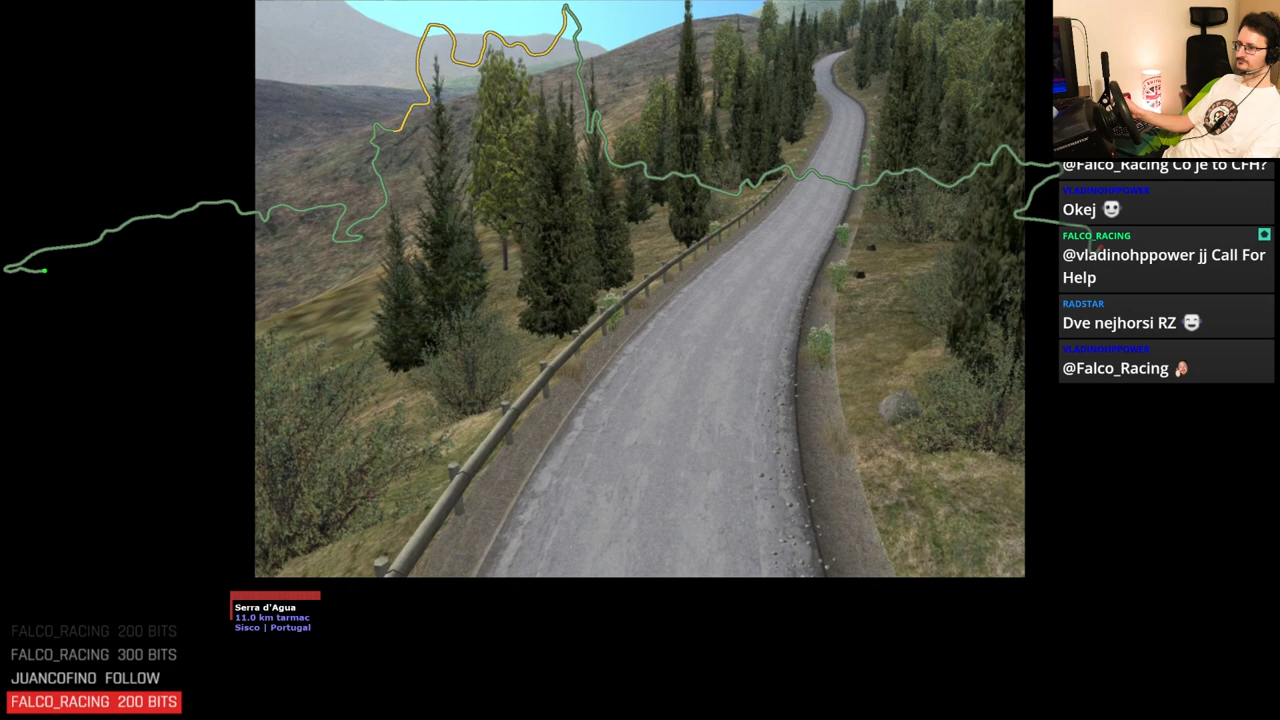 @Falco_Racing Co je to CFH?
VLADINOHPPOWER
Okej
FALCO_RACING
@vladinohppower jj Call For
Help
RADSTAR
Dve nejhorsi RZ
VLADINOHPPOWER
@Falco_Racing
Serra d'Agua
11.0 km tarmac
Sisco | Portugal
FALCO_RACING 200 BITS
FALCO_RACING 300 BITS
JUANCOFINO FOLLOW
FALCO_RACING 200 BITS